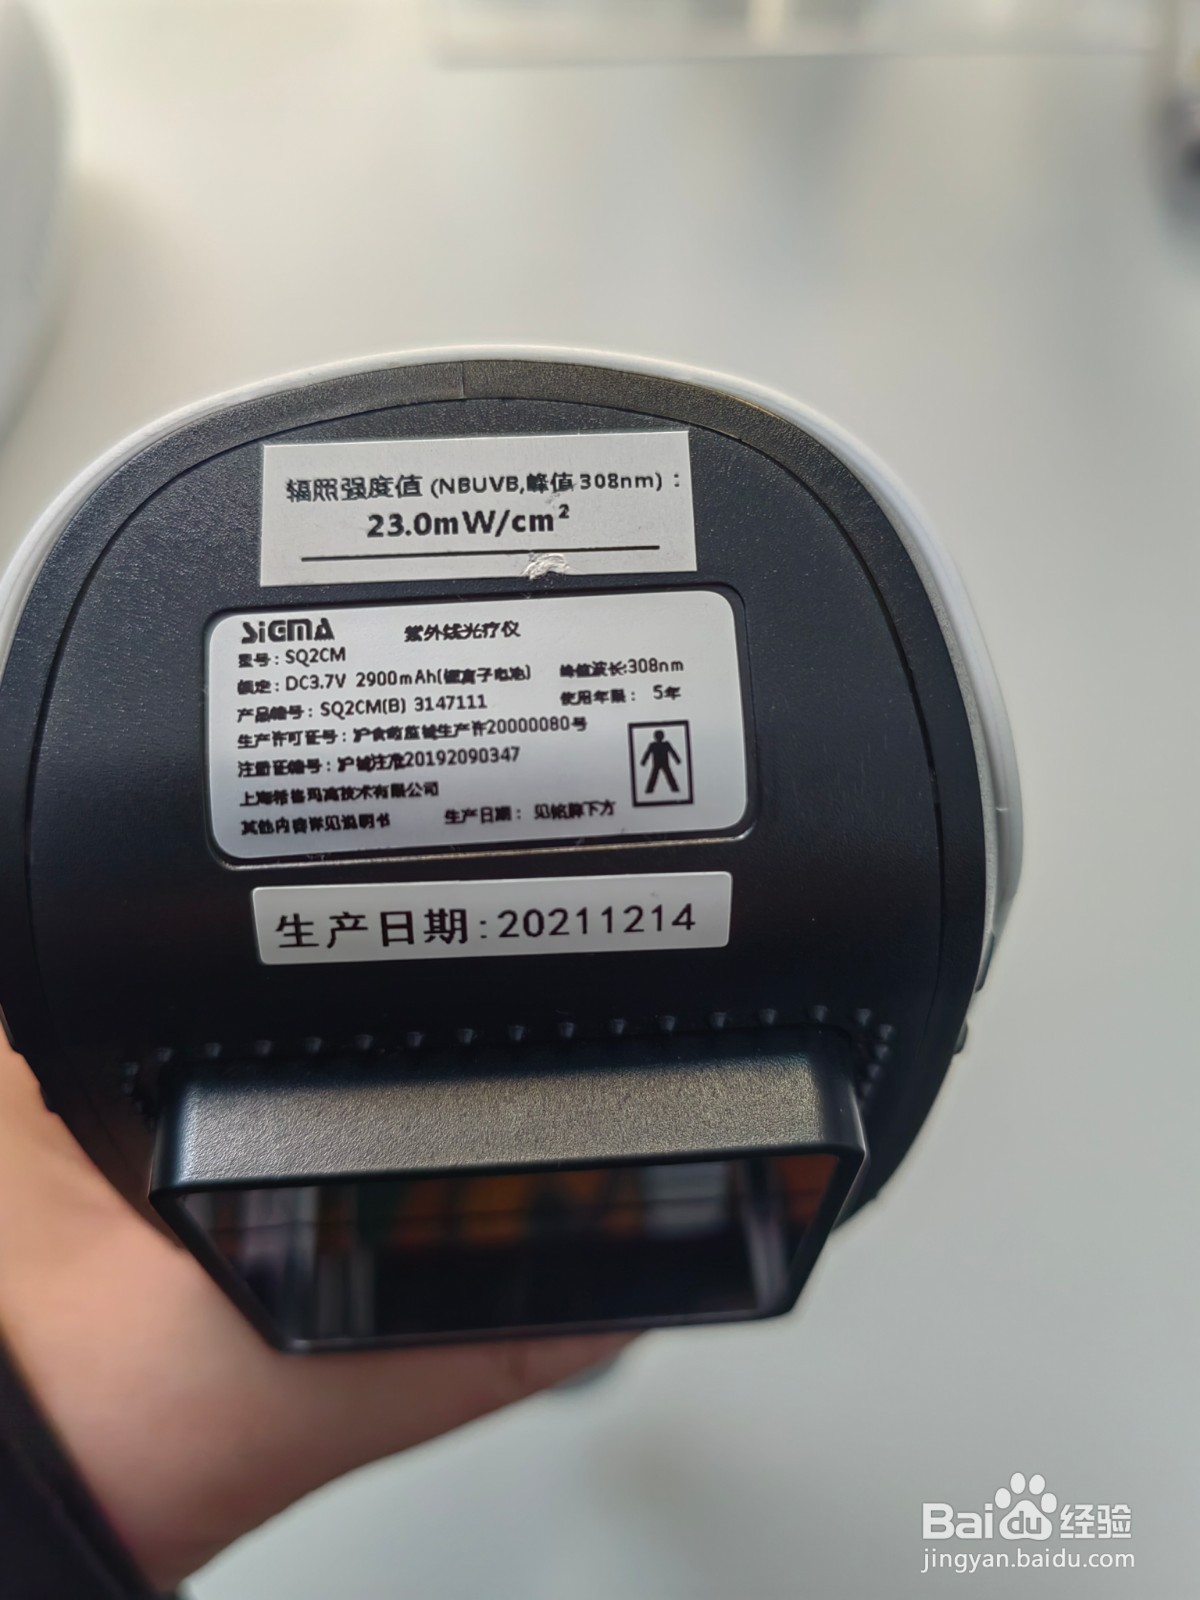 辐照强度值 (NBUVB,峰值308nm)：
23.0mW/cm²
SiGMA 紫外线光疗仪
型号：SQ2CM
额定：DC3.7V 2900mAh(锂离子电池) 峰值波长:308nm
产品编号：SQ2CM(B) 3147111 使用年限：5年
生产许可证号：沪食药监械生产许20000080号
注册证编号：沪械注准20192090347
上海希格玛高技术有限公司
其他内容详见说明书 生产日期：见铭牌下方
生产日期:20211214
Baidu 经验
jingyan.baidu.com